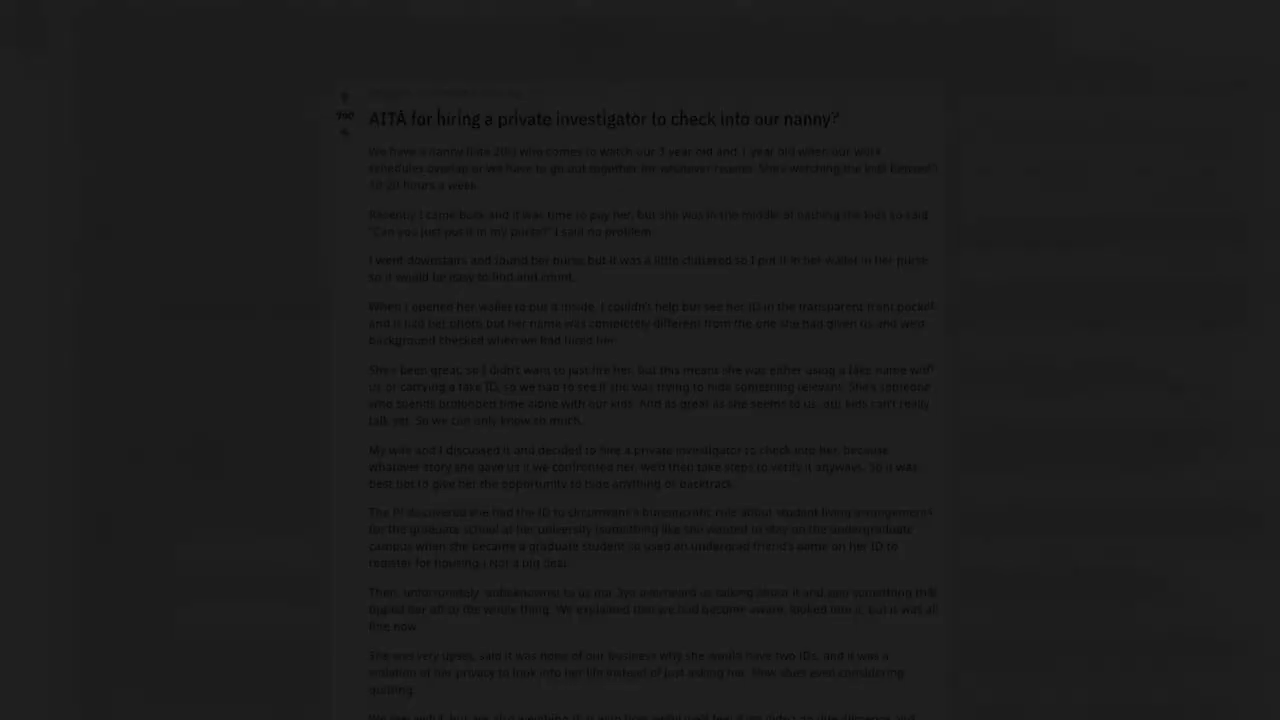 760
AITA for hiring a private investigator to check into our nanny?
We have a nanny (late 20s) who comes to watch our 3 year old and 1 year old when our work
schedules overlap or we have to go out together for whatever reason. She's watching the kids
10-20 hours a week.
Recently I came back and it was time to pay her, but she was in the middle of bathing the kids so said
"Can you just put it in my purse?" I said no problem.
I went downstairs and found her purse, but it was a little cluttered so I put it in her wallet in her purse
so it would be easy to find and count.
When I opened her wallet to put it inside, I couldn't help but see her ID in the transparent front pocket
and it had her photo but her name was completely different from the one she had given us and we'd
background checked when we had hired her.
She's been great, so I didn't want to just fire her, but this means she was either using a fake name with
us or carrying a fake ID, so we had to see if she was trying to hide something relevant. She's someone
who spends prolonged time alone with our kids. And as great as she seems to us, our kids can't really
talk yet. So we can only know so much.
My wife and I discussed it and decided to hire a private investigator to check into her, because
whatever story she gave us if we confronted her, we'd then take steps to verify it anyways. So it was
best not to give her the opportunity to hide anything or backtrack.
The PI discovered she had the ID to circumvent a bureaucratic rule about student living arrangements
for the graduate school at her university (something like she wanted to stay on the undergraduate
campus when she became a graduate student so used an undergrad friend's name on her ID to
register for housing.) Not a big deal.
Then, unfortunately, unbeknownst to us our 3yo overheard us talking about it and said something that
tipped her off to the whole thing. We explained that we had become aware, looked into it, but it was all
fine now.
She was very upset, said it was none of our business why she would have two IDs, and it was a
violation of her privacy to look into her life instead of just asking her. Now she's even considering
quitting.